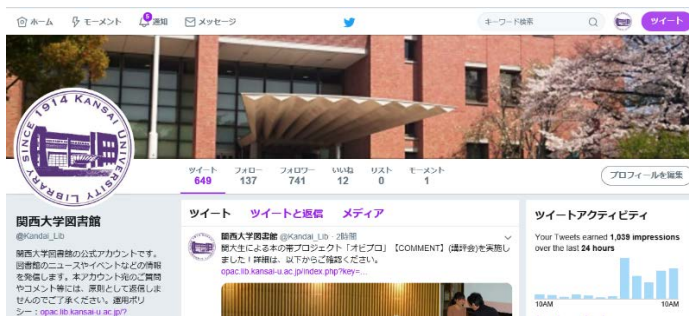 ホーム モーメント 5 通知 メッセージ キーワード検索 ツイート
SINCE 1914 KANSAI UNIVERSITY LIBRARY
ツイート フォロー フォロワー いいね リスト モーメント
649 137 741 12 0 1
プロフィールを編集
関西大学図書館
@Kandai_Lib
関西大学図書館の公式アカウントです。
図書館のニュースやイベントなどの情報
を発信します。本アカウント宛のご質問
やコメント等には、原則として返信しま
せんのでご了承ください。運用ポリ
シー:opac.lib.kansai-u.ac.jp/?
ツイート ツイートと返信 メディア
関西大学図書館 @Kandai_Lib · 2時間
関大生による本の帯プロジェクト「オビプロ」【COMMENT】(講評会)を実施し
ました!詳細は、以下からご確認ください。
opac.lib.kansai-u.ac.jp/index.php?key=...
ツイートアクティビティ
Your Tweets earned 1,039 impressions
over the last 24 hours
10AM 10AM